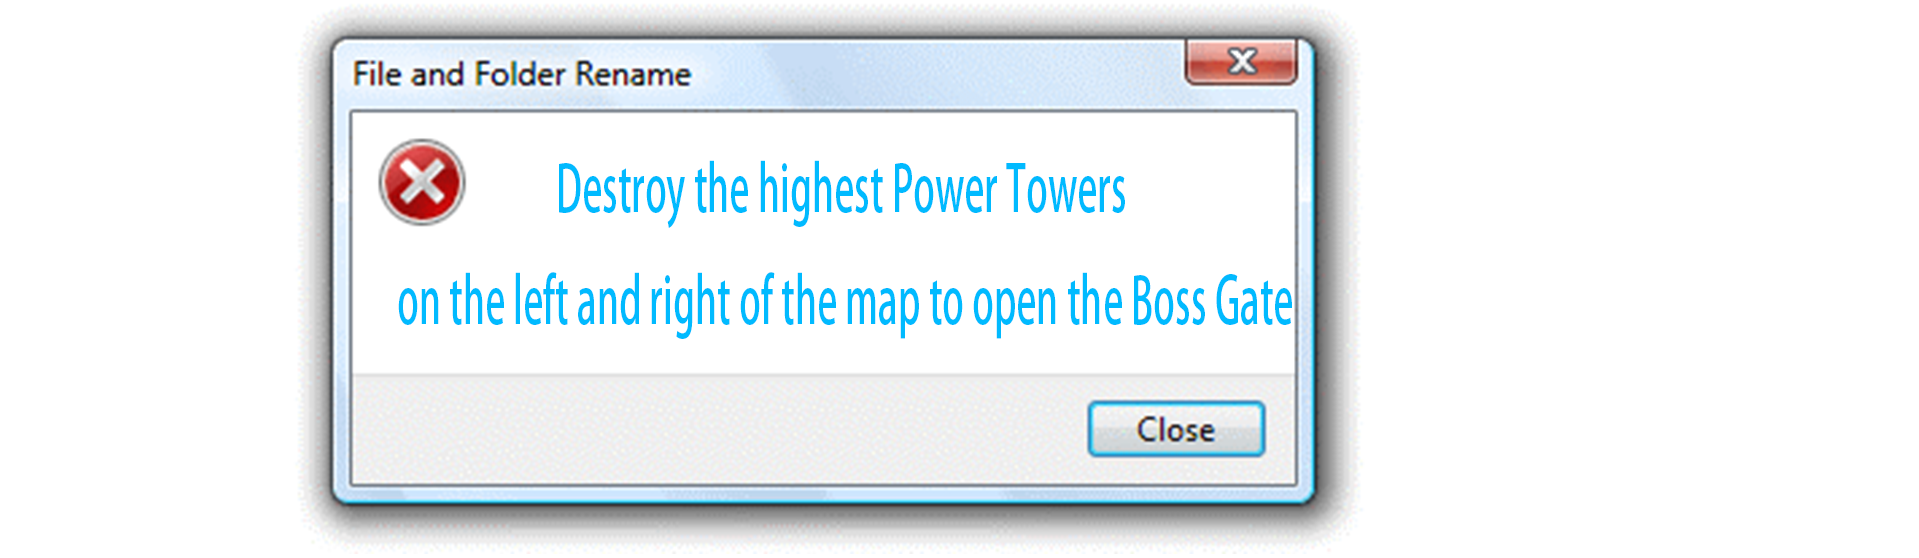 File and Folder Rename
Destroy the highest Power Towers
on the left and right of the map to open the Boss Gate
Close